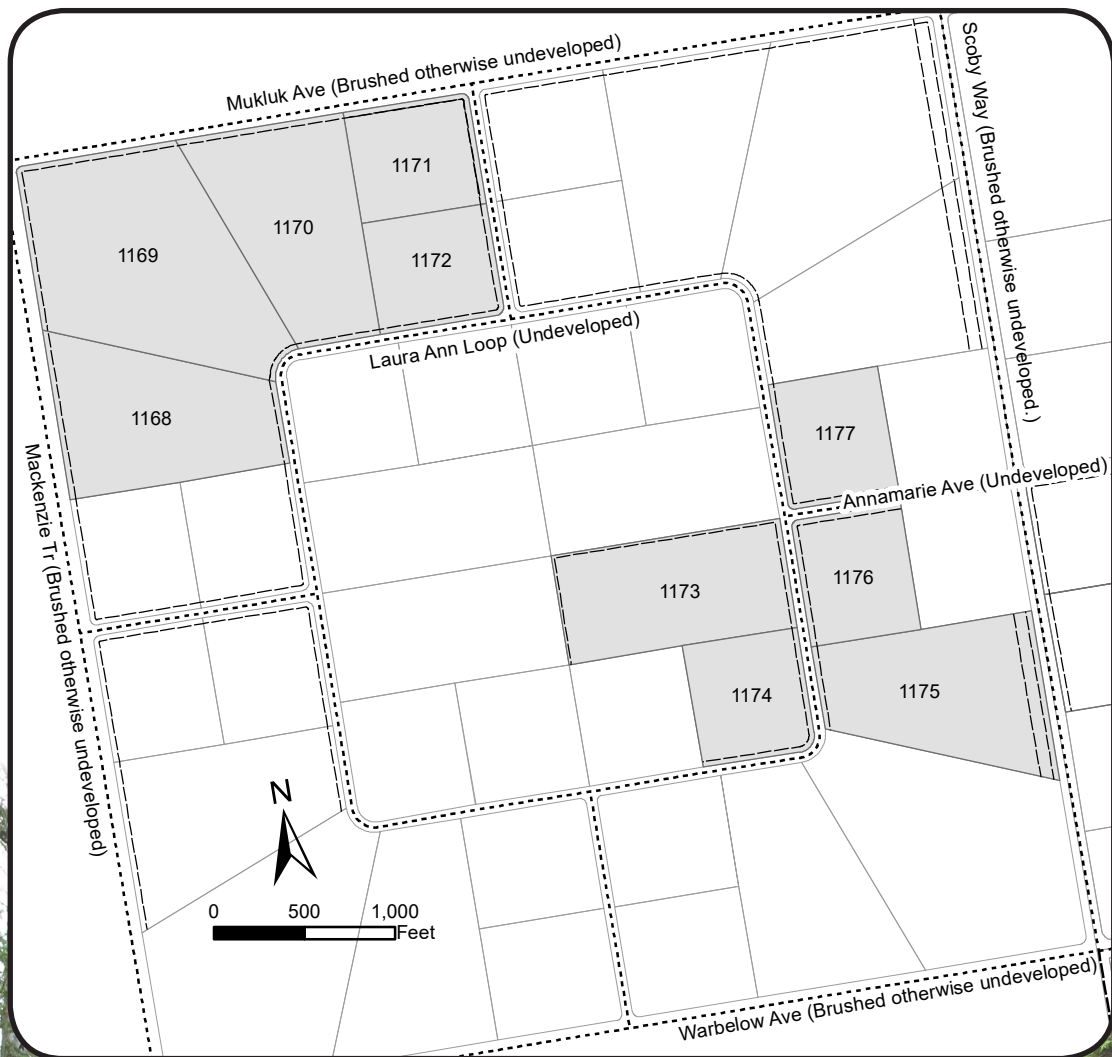 Mukluk Ave (Brushed otherwise undeveloped)
Scoby Way (Brushed otherwise undeveloped.)
1171
1170
1169
1172
Laura Ann Loop (Undeveloped)
1168
1177
Mackenzie Tr (Brushed otherwise undeveloped)
Annamarie Ave (Undeveloped)
1176
1173
1174
1175
N
0 500 1,000
Feet
Warbelow Ave (Brushed otherwise undeveloped)